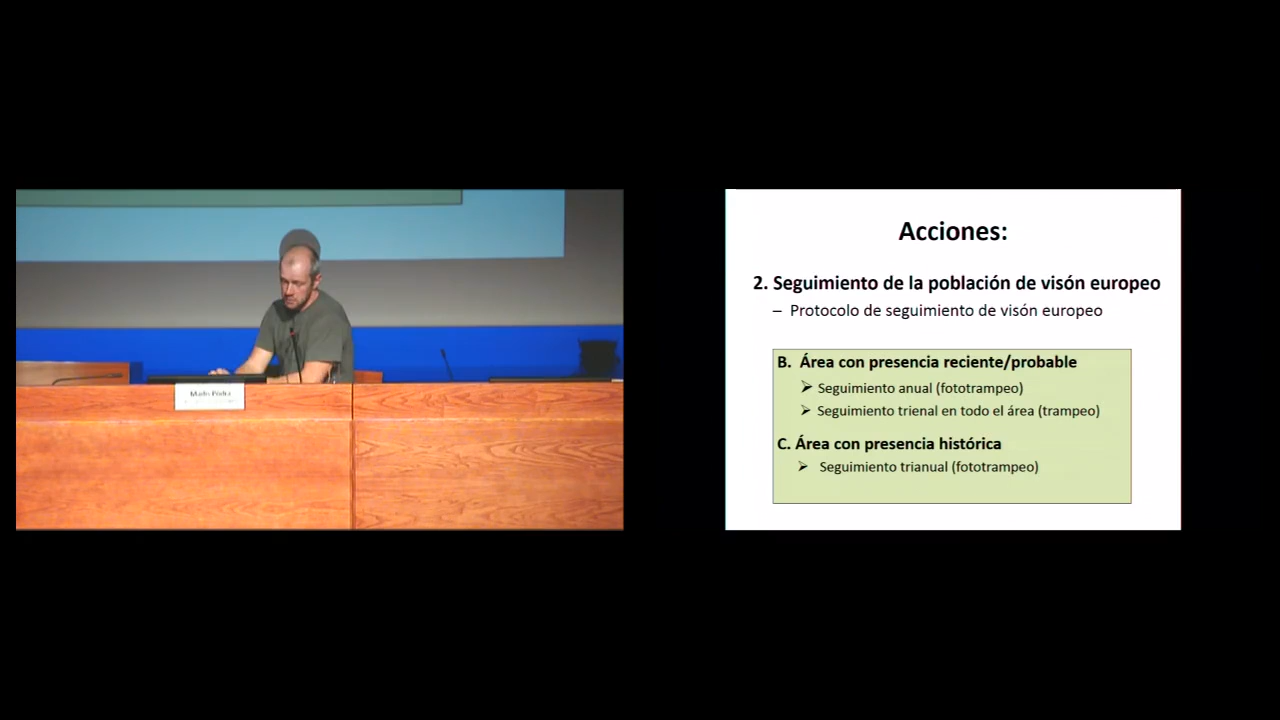 Acciones:
2. Seguimiento de la población de visón europeo
– Protocolo de seguimiento de visón europeo
B. Área con presencia reciente/probable
Seguimiento anual (fototrampeo)
Seguimiento trienal en todo el área (trampeo)
C. Área con presencia histórica
Seguimiento trianual (fototrampeo)